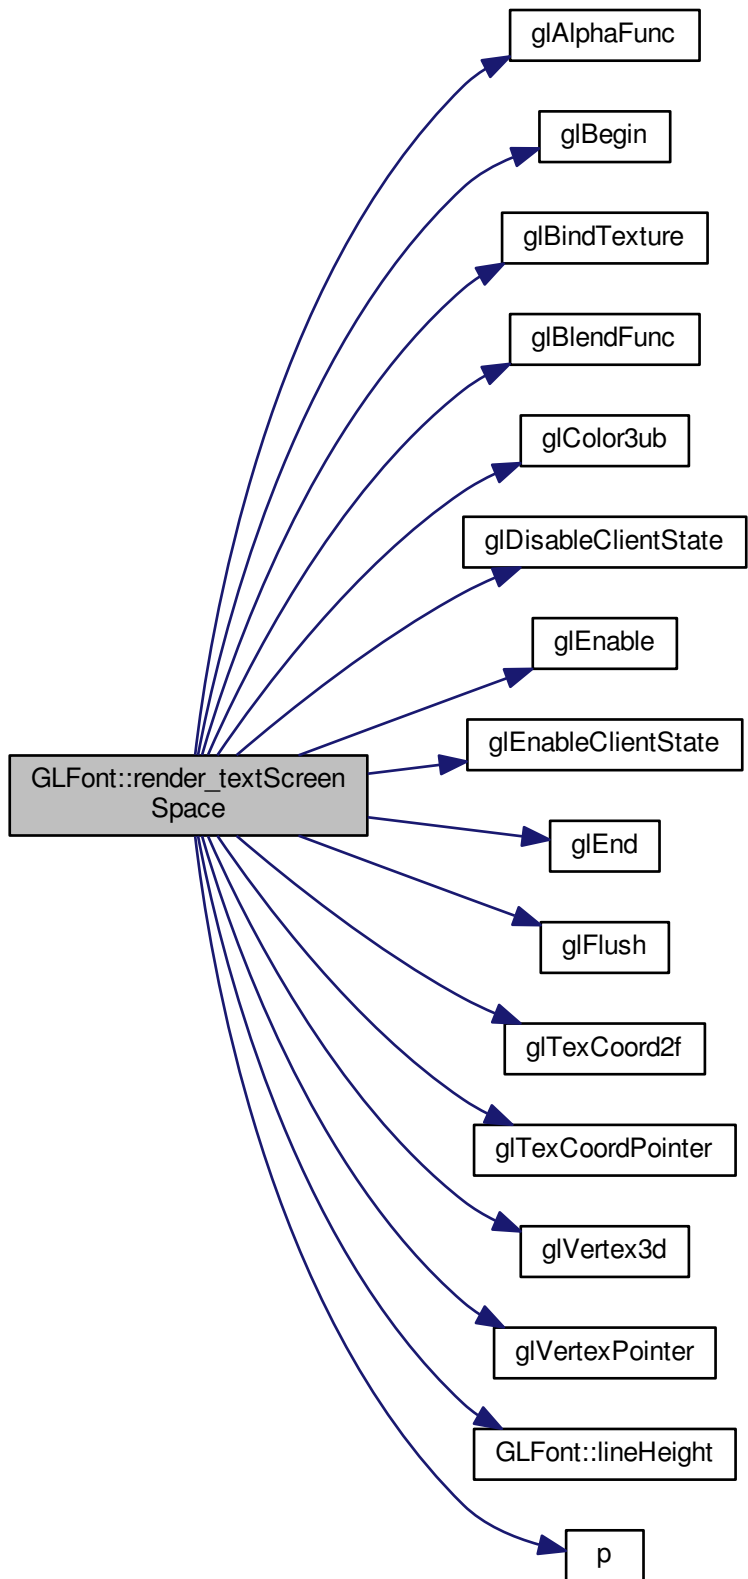 glAlphaFunc
glBegin
glBindTexture
glBlendFunc
glColor3ub
glDisableClientState
glEnable
glEnableClientState
GLFont::render_textScreen
Space
glEnd
glFlush
glTexCoord2f
glTexCoordPointer
glVertex3d
glVertexPointer
GLFont::lineHeight
p